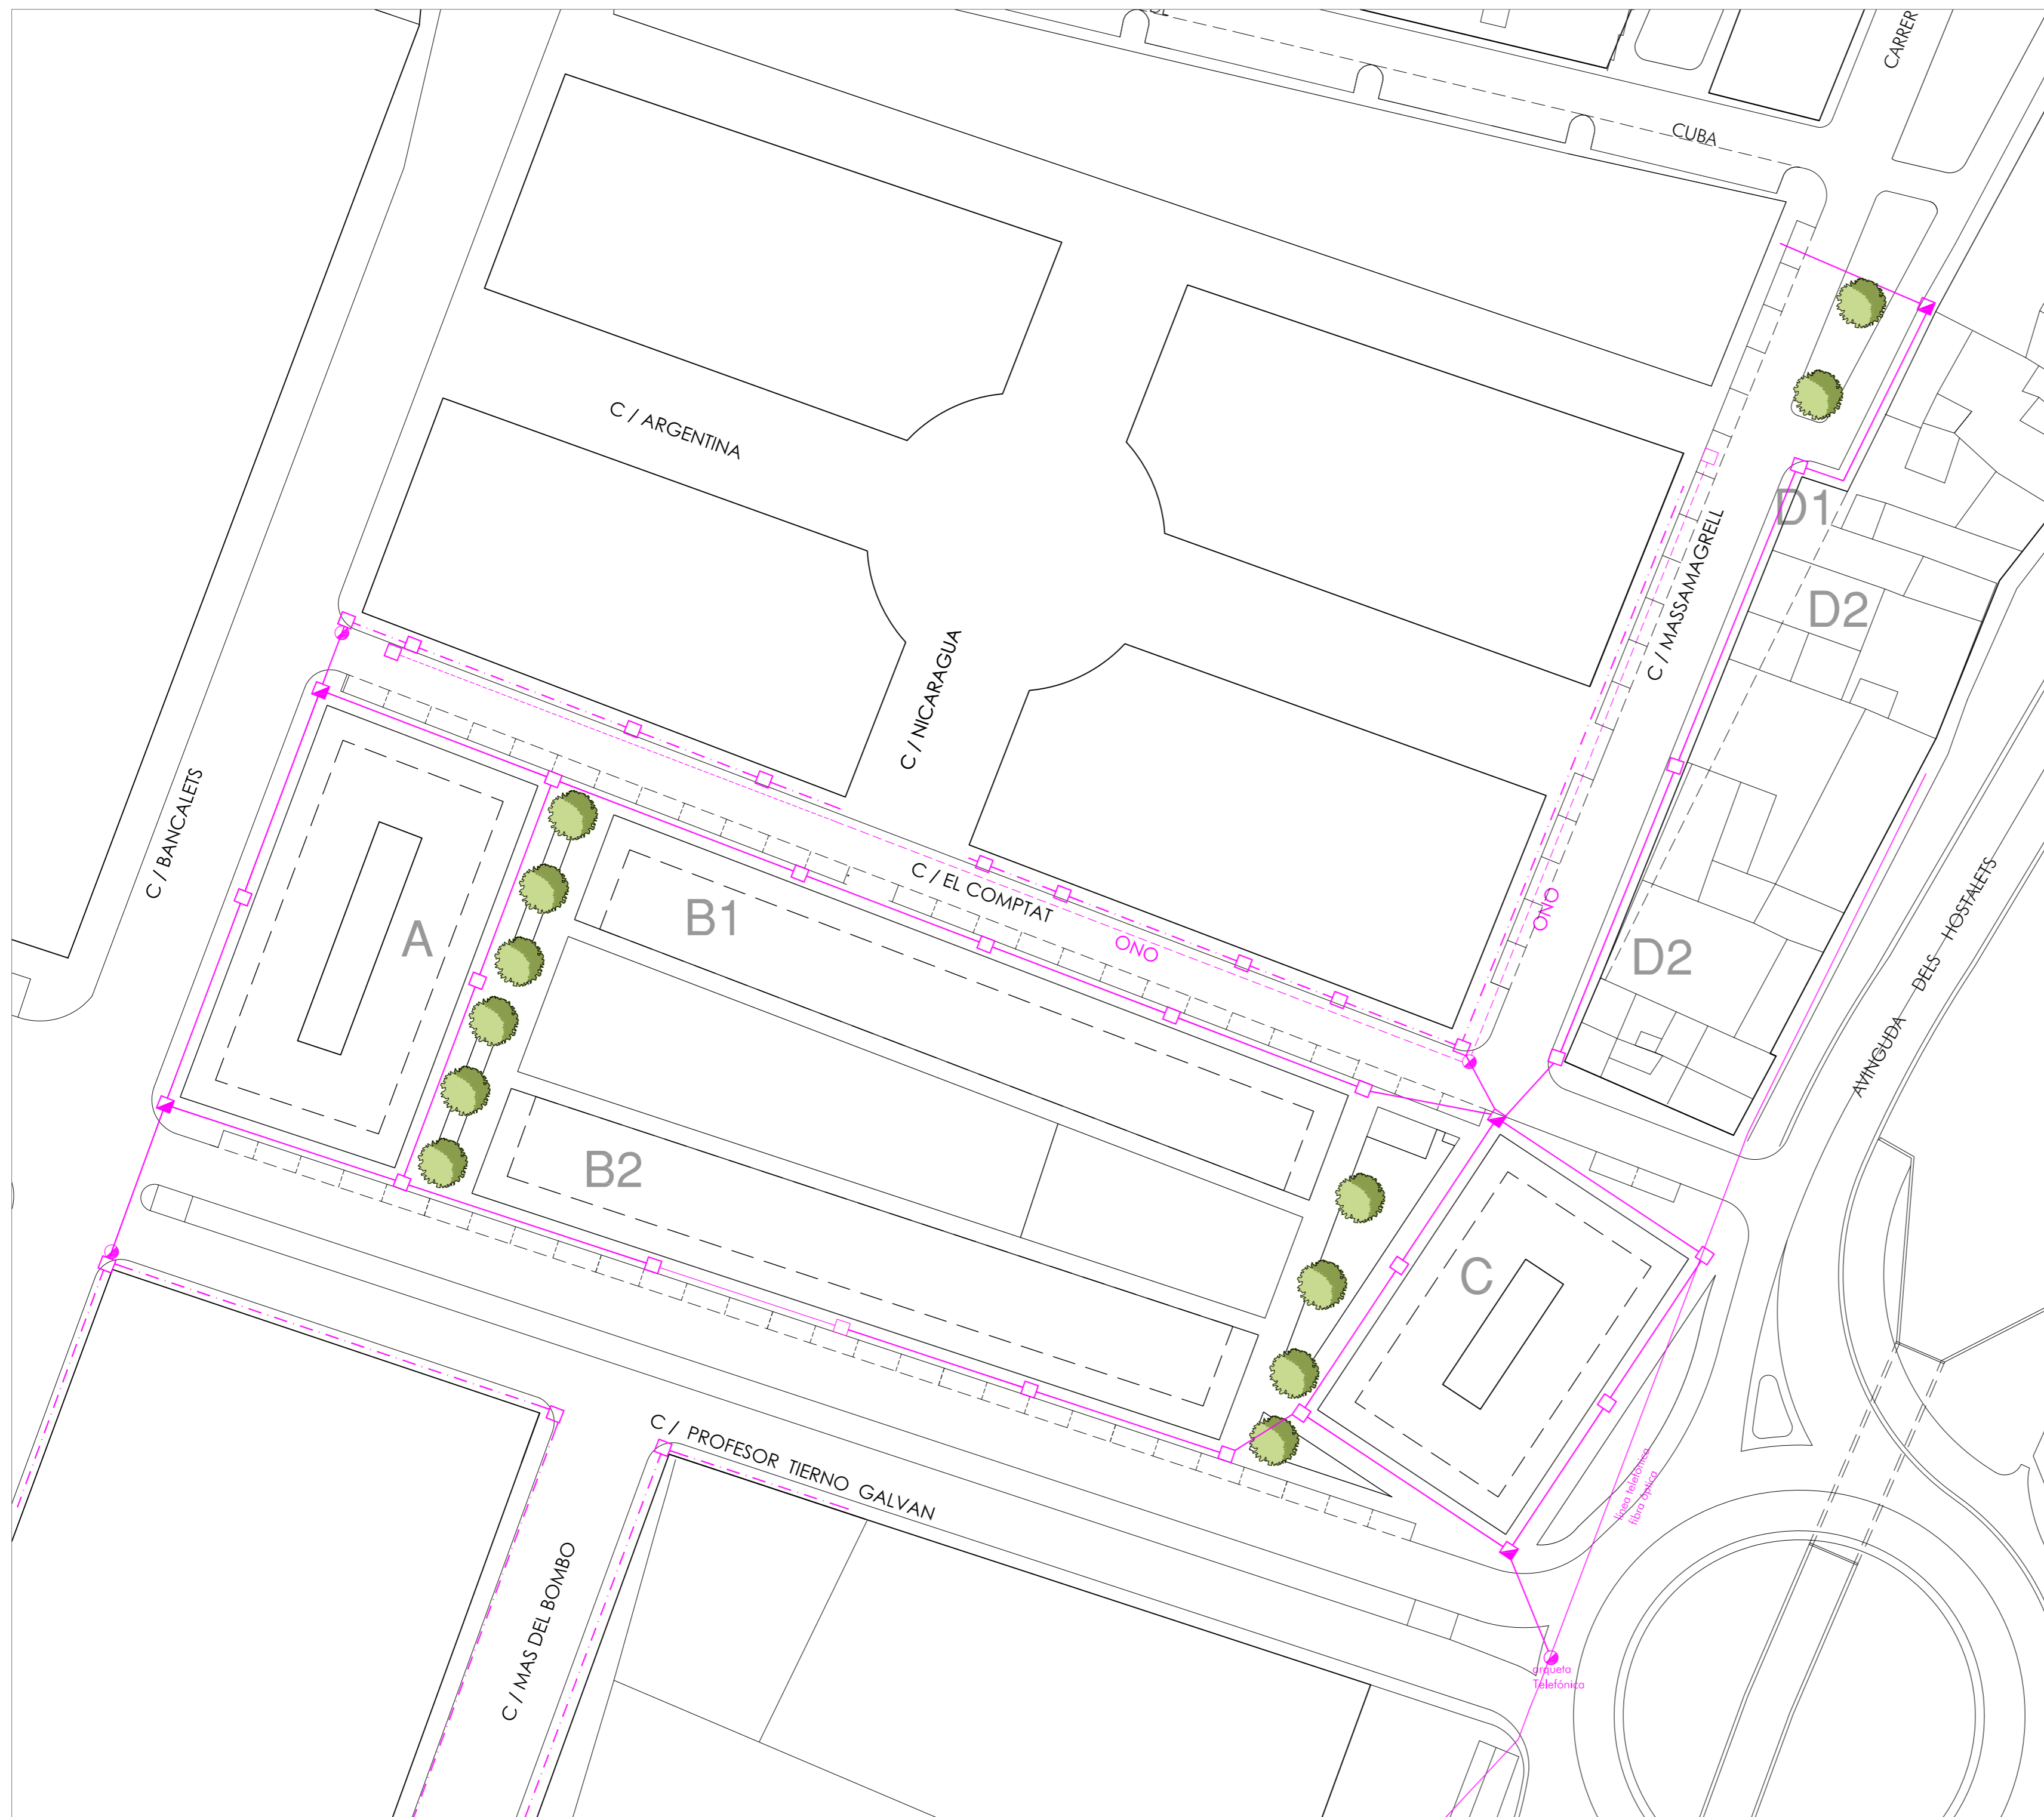 CARRER
CUBA
C / ARGENTINA
D1
C / MASSAMAGRELL
D2
C / NICARAGUA
C / BANCALETS
C / EL COMPTAT
ONO
ONO
A
B1
D2
AVINGUDA DELS HOSTALETS
B2
C
C / PROFESOR TIERNO GALVAN
línea telefónica
fibra óptica
C / MAS DEL BOMBO
arqueta
Telefónica